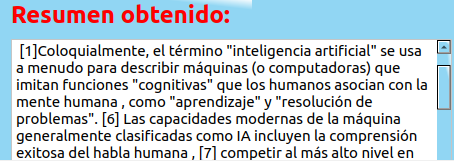 Resumen obtenido:
[1]Coloquialmente, el término "inteligencia artificial" se usa
a menudo para describir máquinas (o computadoras) que
imitan funciones "cognitivas" que los humanos asocian con la
mente humana , como "aprendizaje" y "resolución de
problemas". [6] Las capacidades modernas de la máquina
generalmente clasificadas como IA incluyen la comprensión
exitosa del habla humana , [7] competir al más alto nivel en